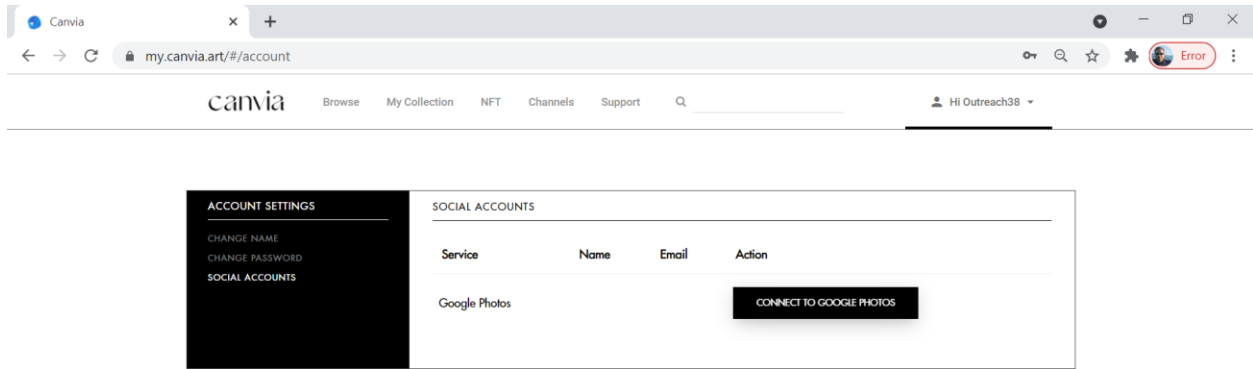 Canvia
my.canvia.art/#/account
Error
canvia Browse My Collection NFT Channels Support Hi Outreach38
ACCOUNT SETTINGS
CHANGE NAME
CHANGE PASSWORD
SOCIAL ACCOUNTS
SOCIAL ACCOUNTS
Service Name Email Action
Google Photos CONNECT TO GOOGLE PHOTOS